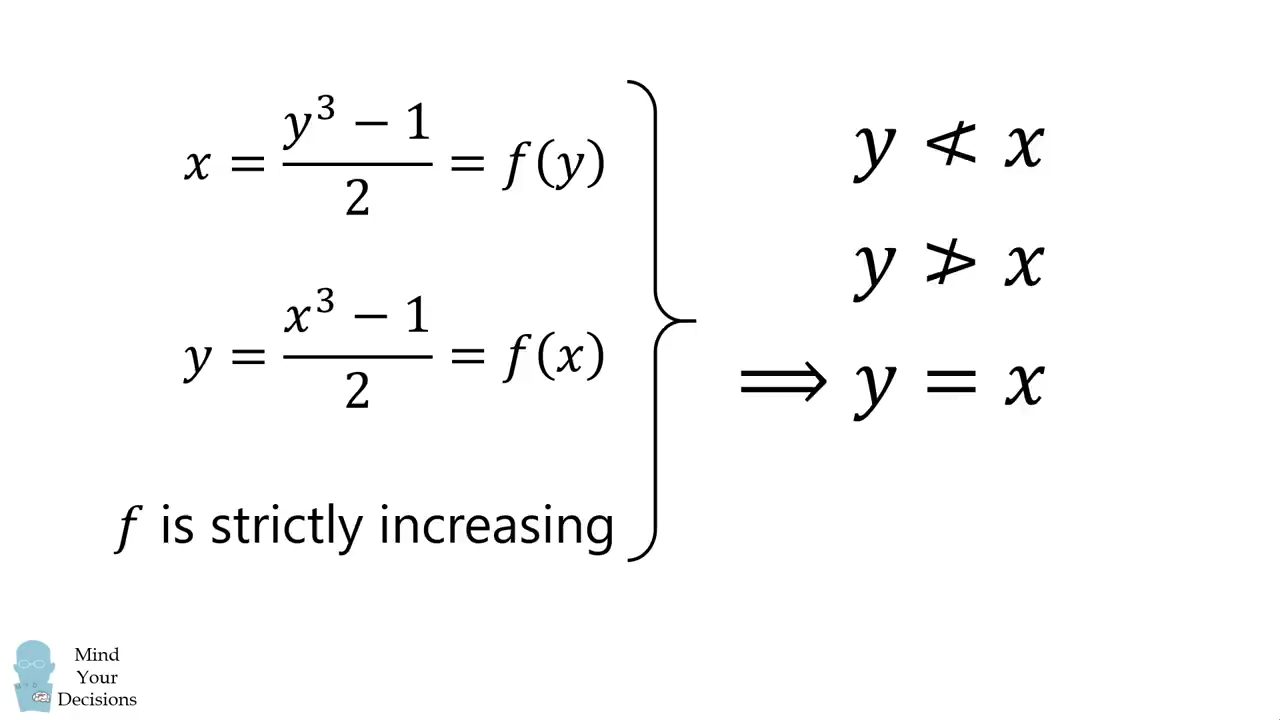 x = (y³ − 1)/2 = f(y)
y = (x³ − 1)/2 = f(x)
f is strictly increasing
y ≮ x
y ≯ x
⟹ y = x
Mind
Your
Decisions